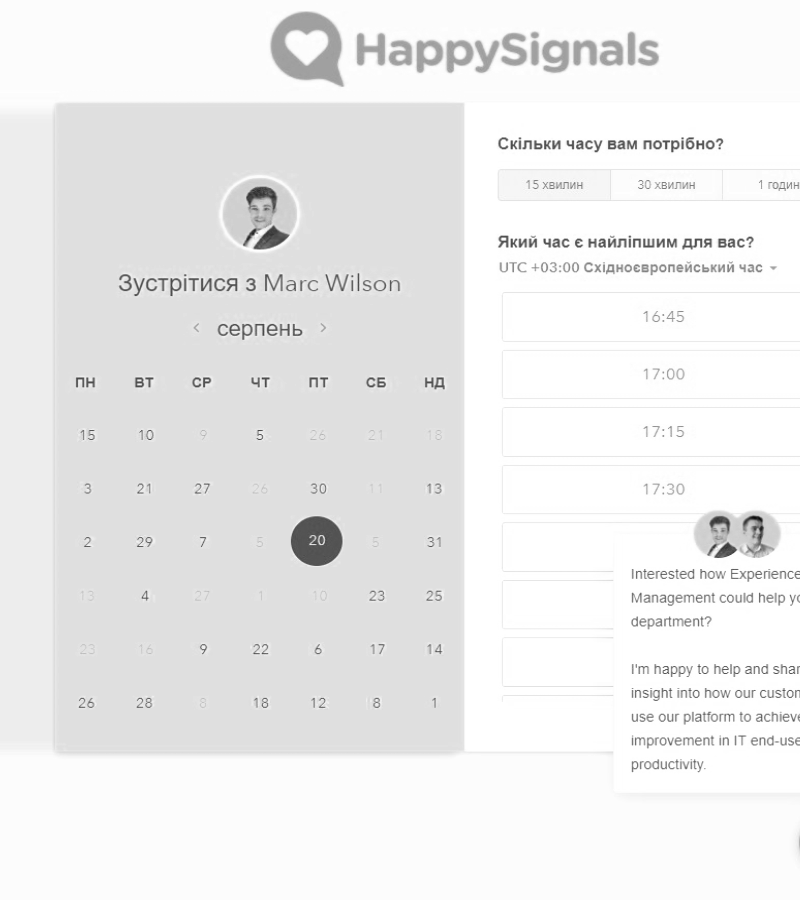 HappySignals
Зустрітися з Marc Wilson
серпень
ПН ВТ СР ЧТ ПТ СБ НД
15 10 9 5 26 21 18
3 21 27 26 30 11 13
2 29 7 5 20 5 31
13 4 27 1 10 23 25
23 16 9 22 6 17 14
26 28 8 18 12 8 1
Скільки часу вам потрібно?
15 хвилин 30 хвилин 1 годин
Який час є найліпшим для вас?
UTC +03:00 Східноєвропейський час
16:45
17:00
17:15
17:30
Interested how Experience
Management could help yo
department?
I'm happy to help and shar
insight into how our custom
use our platform to achieve
improvement in IT end-use
productivity.